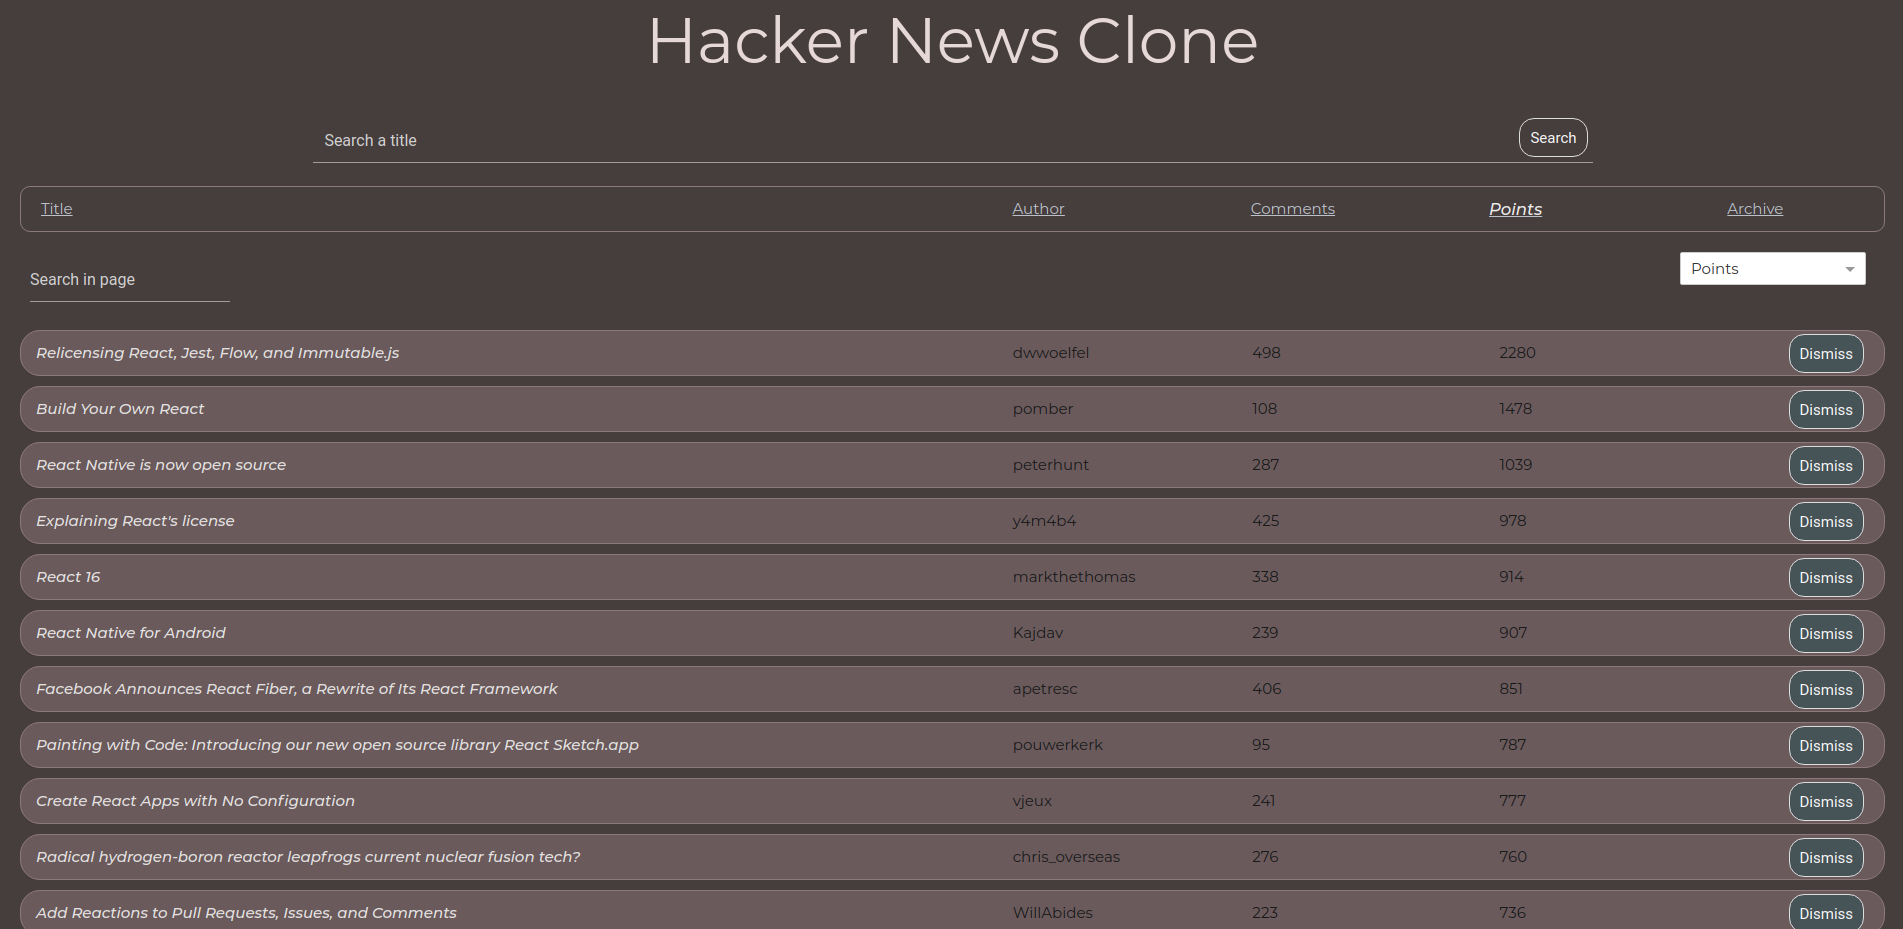 Hacker News Clone
Search a title Search
Title Author Comments Points Archive
Search in page Points
Relicensing React, Jest, Flow, and Immutable.js dwwoelfel 498 2280 Dismiss
Build Your Own React pomber 108 1478 Dismiss
React Native is now open source peterhunt 287 1039 Dismiss
Explaining React's license y4m4b4 425 978 Dismiss
React 16 markthethomas 338 914 Dismiss
React Native for Android Kajdav 239 907 Dismiss
Facebook Announces React Fiber, a Rewrite of Its React Framework apetresc 406 851 Dismiss
Painting with Code: Introducing our new open source library React Sketch.app pouwerkerk 95 787 Dismiss
Create React Apps with No Configuration vjeux 241 777 Dismiss
Radical hydrogen-boron reactor leapfrogs current nuclear fusion tech? chris_overseas 276 760 Dismiss
Add Reactions to Pull Requests, Issues, and Comments WillAbides 223 736 Dismiss